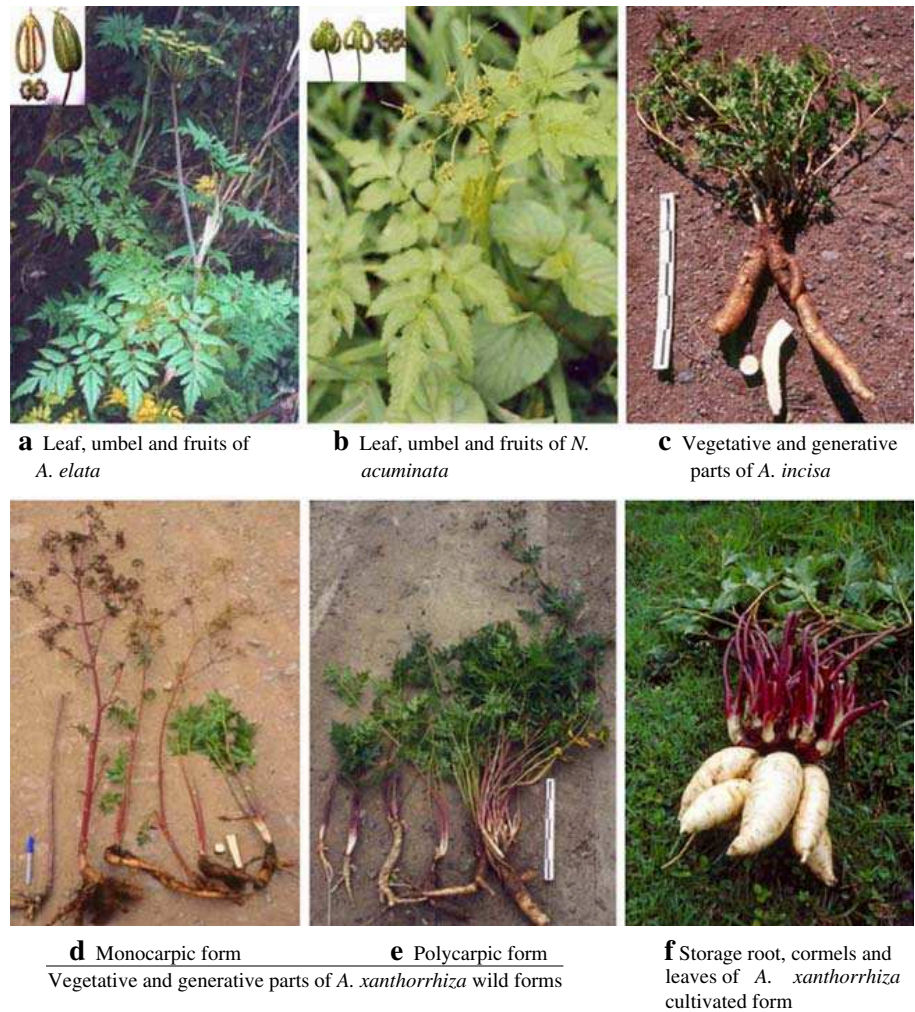 a Leaf, umbel and fruits of
A. elata
b Leaf, umbel and fruits of N.
acuminata
c Vegetative and generative
parts of A. incisa
d Monocarpic form
e Polycarpic form
Vegetative and generative parts of A. xanthorrhiza wild forms
f Storage root, cormels and
leaves of A. xanthorrhiza
cultivated form